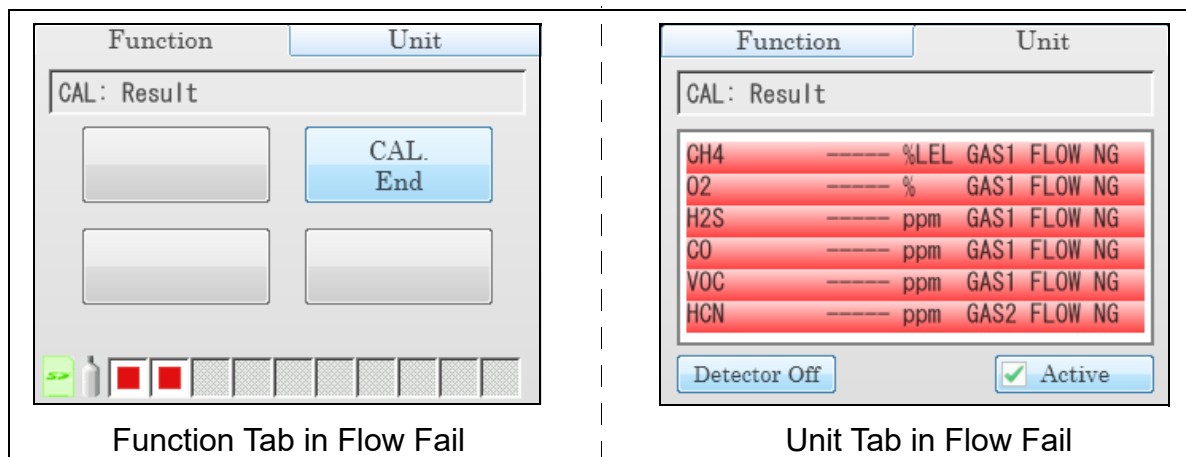 Function Unit
CAL: Result
CAL.
End
SD
Function Tab in Flow Fail
Function Unit
CAL: Result
CH4 ----- %LEL GAS1 FLOW NG
O2 ----- % GAS1 FLOW NG
H2S ----- ppm GAS1 FLOW NG
CO ----- ppm GAS1 FLOW NG
VOC ----- ppm GAS1 FLOW NG
HCN ----- ppm GAS2 FLOW NG
Detector Off Active
Unit Tab in Flow Fail